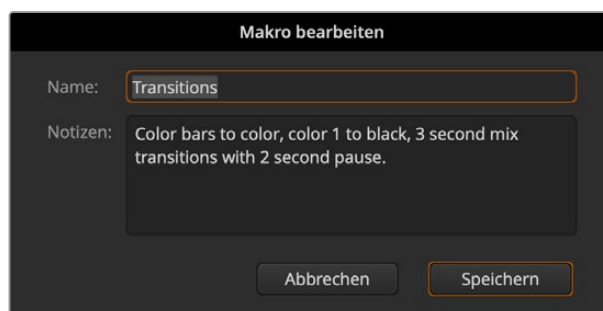 Makro bearbeiten
Name: Transitions
Notizen: Color bars to color, color 1 to black, 3 second mix
transitions with 2 second pause.
Abbrechen Speichern